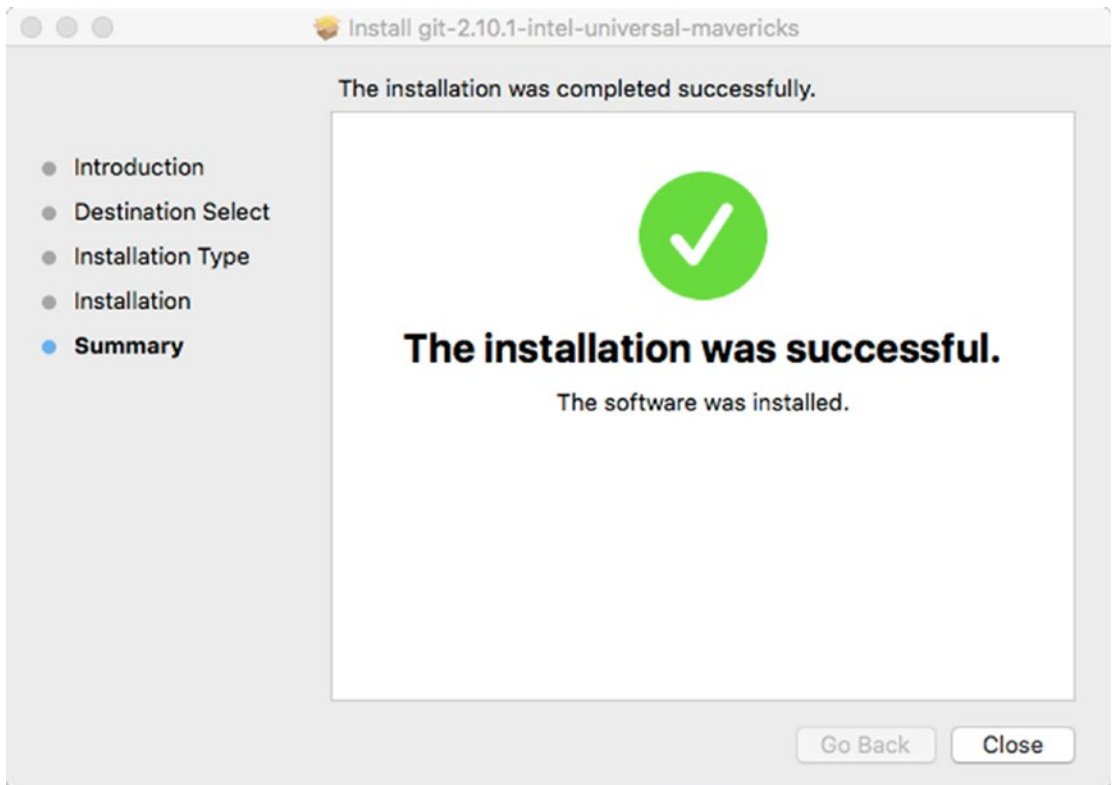 Install git-2.10.1-intel-universal-mavericks
The installation was completed successfully.
Introduction
Destination Select
Installation Type
Installation
Summary
The installation was successful.
The software was installed.
Go Back
Close